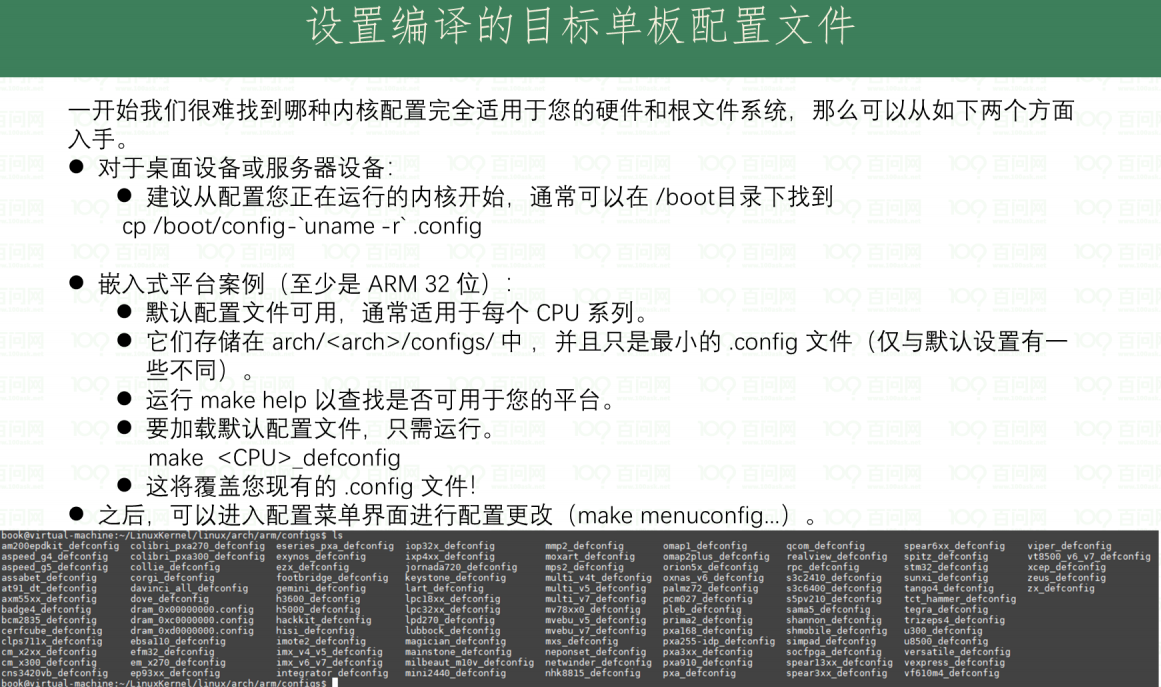 设置编译的目标单板配置文件
一开始我们很难找到哪种内核配置完全适用于您的硬件和根文件系统，那么可以从如下两个方面
入手。
● 对于桌面设备或服务器设备：
● 建议从配置您正在运行的内核开始，通常可以在 /boot目录下找到
cp /boot/config-`uname -r` .config
● 嵌入式平台案例（至少是 ARM 32 位）：
● 默认配置文件可用，通常适用于每个 CPU 系列。
● 它们存储在 arch/<arch>/configs/ 中，并且只是最小的 .config 文件（仅与默认设置有一
些不同）。
● 运行 make help 以查找是否可用于您的平台。
● 要加载默认配置文件，只需运行。
make <CPU>_defconfig
● 这将覆盖您现有的 .config 文件！
● 之后，可以进入配置菜单界面进行配置更改（make menuconfig...）。
book@virtual-machine:~/LinuxKernel/linux/arch/arm/configs$ ls
am200epdkit_defconfig colibri_pxa270_defconfig eseries_pxa_defconfig iop32x_defconfig mmp2_defconfig omap1_defconfig qcom_defconfig spear6xx_defconfig viper_defconfig
aspeed_g4_defconfig colibri_pxa300_defconfig exynos_defconfig ixp4xx_defconfig moxart_defconfig omap2plus_defconfig realview_defconfig spitz_defconfig vt8500_v6_v7_defconfig
aspeed_g5_defconfig collie_defconfig ezx_defconfig jornada720_defconfig mps2_defconfig orion5x_defconfig rpc_defconfig stm32_defconfig xcep_defconfig
assabet_defconfig corgi_defconfig footbridge_defconfig keystone_defconfig multi_v4t_defconfig oxnas_v6_defconfig s3c2410_defconfig sunxi_defconfig zeus_defconfig
at91_dt_defconfig davinci_all_defconfig gemini_defconfig lart_defconfig multi_v5_defconfig palmz72_defconfig s3c6400_defconfig tango4_defconfig zx_defconfig
axm55xx_defconfig dove_defconfig h3600_defconfig lpc18xx_defconfig multi_v7_defconfig pcm027_defconfig s5pv210_defconfig tct_hammer_defconfig
badge4_defconfig dram_0x00000000.config h5000_defconfig lpc32xx_defconfig mv78xx0_defconfig pleb_defconfig sama5_defconfig tegra_defconfig
bcm2835_defconfig dram_0xc0000000.config hackkit_defconfig lpd270_defconfig mvebu_v5_defconfig prima2_defconfig shannon_defconfig trizeps4_defconfig
cerfcube_defconfig dram_0xd0000000.config hisi_defconfig lubbock_defconfig mvebu_v7_defconfig pxa168_defconfig shmobile_defconfig u300_defconfig
clps711x_defconfig ebsa110_defconfig imote2_defconfig magician_defconfig mxs_defconfig pxa255-idp_defconfig simpad_defconfig u8500_defconfig
cm_x2xx_defconfig efm32_defconfig imx_v4_v5_defconfig mainstone_defconfig neponset_defconfig pxa3xx_defconfig socfpga_defconfig versatile_defconfig
cm_x300_defconfig em_x270_defconfig imx_v6_v7_defconfig milbeaut_m10v_defconfig netwinder_defconfig pxa910_defconfig spear13xx_defconfig vexpress_defconfig
cns3420vb_defconfig ep93xx_defconfig integrator_defconfig mini2440_defconfig nhk8815_defconfig pxa_defconfig spear3xx_defconfig vf610m4_defconfig
book@virtual-machine:~/LinuxKernel/linux/arch/arm/configs$